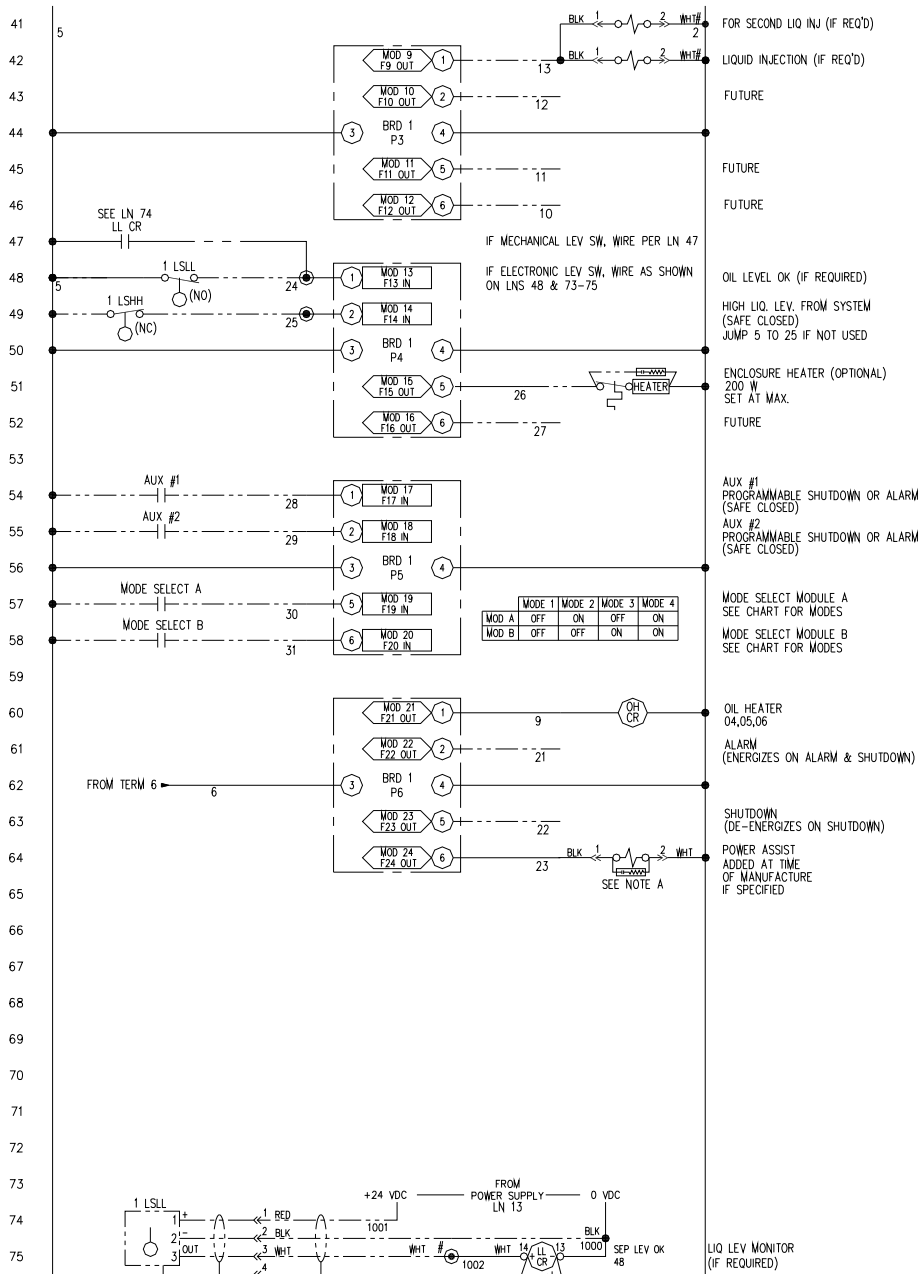 41 5 BLK 1 2 WHT# 2 FOR SECOND LIQ INJ (IF REQ'D)
42 MOD 9 F9 OUT 1 13 BLK 1 2 WHT# LIQUID INJECTION (IF REQ'D)
43 MOD 10 F10 OUT 2 12 FUTURE
44 3 BRD 1 P3 4
45 MOD 11 F11 OUT 5 11 FUTURE
46 MOD 12 F12 OUT 6 10 FUTURE
SEE LN 74
LL CR
47 IF MECHANICAL LEV SW, WIRE PER LN 47
IF ELECTRONIC LEV SW, WIRE AS SHOWN
ON LNS 48 & 73-75
48 5 1 LSLL (NO) 24 1 MOD 13 F13 IN OIL LEVEL OK (IF REQUIRED)
49 1 LSHH (NC) 25 2 MOD 14 F14 IN HIGH LIQ. LEV. FROM SYSTEM
(SAFE CLOSED)
JUMP 5 TO 25 IF NOT USED
50 3 BRD 1 P4 4
51 MOD 15 F15 OUT 5 26 HEATER ENCLOSURE HEATER (OPTIONAL)
200 W
SET AT MAX.
52 MOD 16 F16 OUT 6 27 FUTURE
53
54 AUX #1 28 1 MOD 17 F17 IN AUX #1
PROGRAMMABLE SHUTDOWN OR ALARM
(SAFE CLOSED)
55 AUX #2 29 2 MOD 18 F18 IN AUX #2
PROGRAMMABLE SHUTDOWN OR ALARM
(SAFE CLOSED)
56 3 BRD 1 P5 4
57 MODE SELECT A 30 5 MOD 19 F19 IN MODE SELECT MODULE A
SEE CHART FOR MODES
MODE 1 MODE 2 MODE 3 MODE 4
MOD A OFF ON OFF ON
MOD B OFF OFF ON ON
58 MODE SELECT B 31 6 MOD 20 F20 IN MODE SELECT MODULE B
SEE CHART FOR MODES
59
60 MOD 21 F21 OUT 1 9 OH CR OIL HEATER
04,05,06
61 MOD 22 F22 OUT 2 21 ALARM
(ENERGIZES ON ALARM & SHUTDOWN)
62 FROM TERM 6 6 3 BRD 1 P6 4
63 MOD 23 F23 OUT 5 22 SHUTDOWN
(DE-ENERGIZES ON SHUTDOWN)
64 MOD 24 F24 OUT 6 23 BLK 1 2 WHT POWER ASSIST
ADDED AT TIME
OF MANUFACTURE
IF SPECIFIED
SEE NOTE A
65
66
67
68
69
70
71
72
73 +24 VDC FROM POWER SUPPLY LN 13 0 VDC
1 LSLL
74 1 + 1 RED 1001
2 - 2 BLK BLK 1000
75 OUT 3 3 WHT WHT # 1002 14 + LL CR 13 SEP LEV OK 48 LIQ LEV MONITOR
(IF REQUIRED)
4